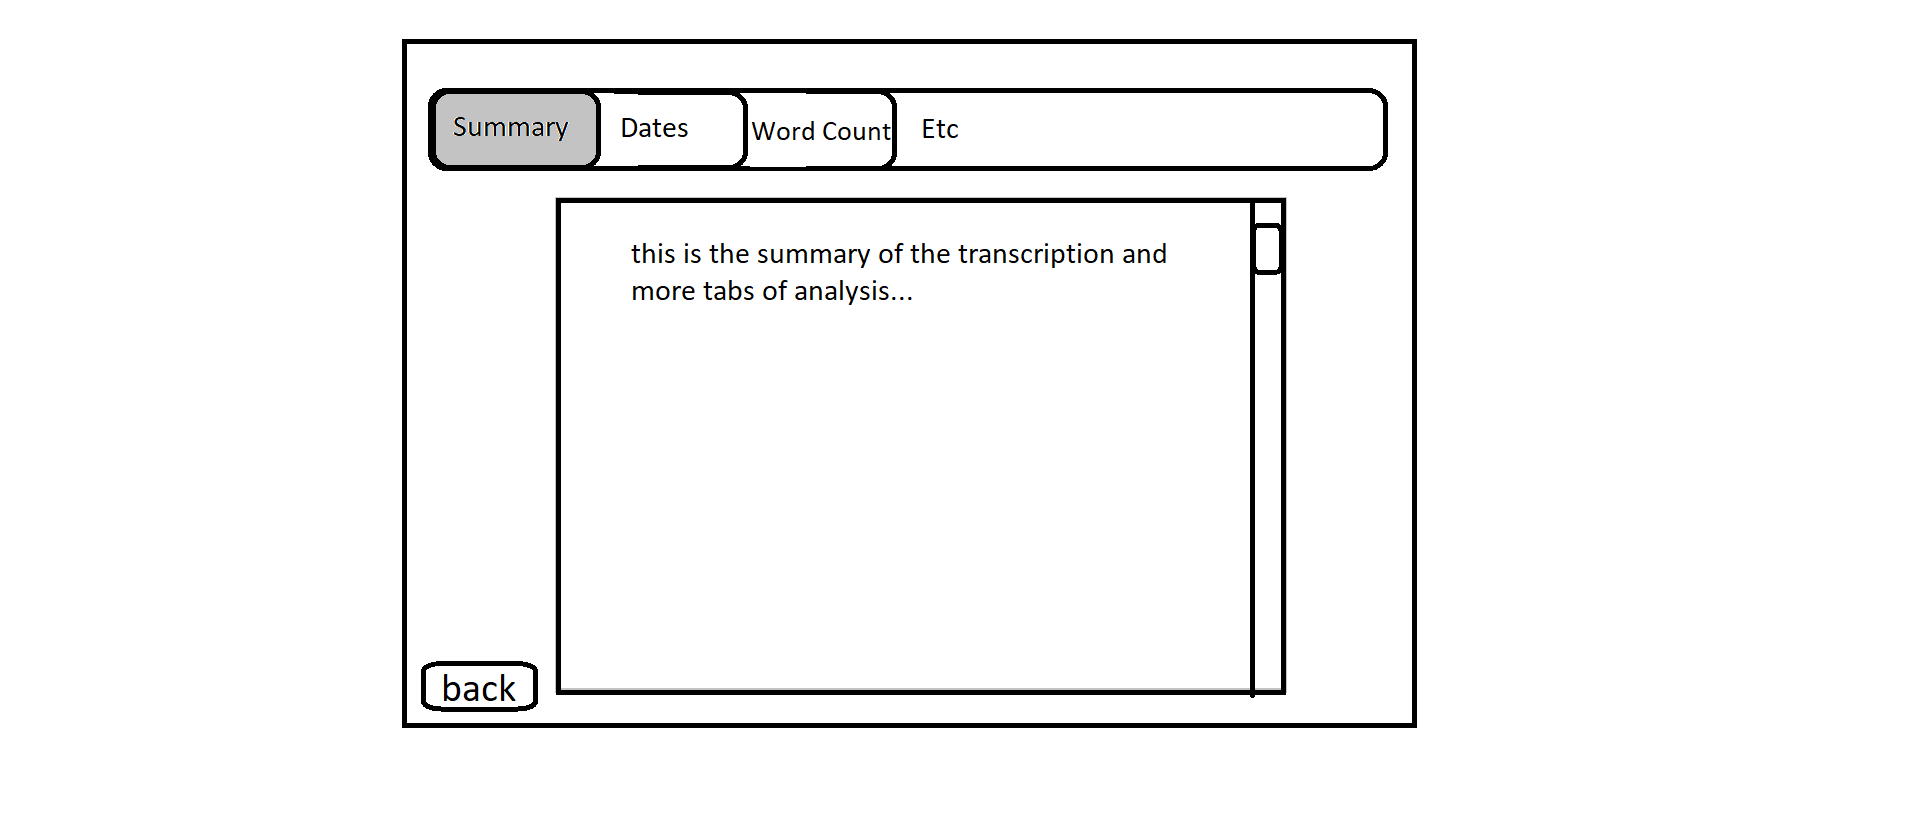 Summary Dates Word Count Etc
this is the summary of the transcription and
more tabs of analysis...
back